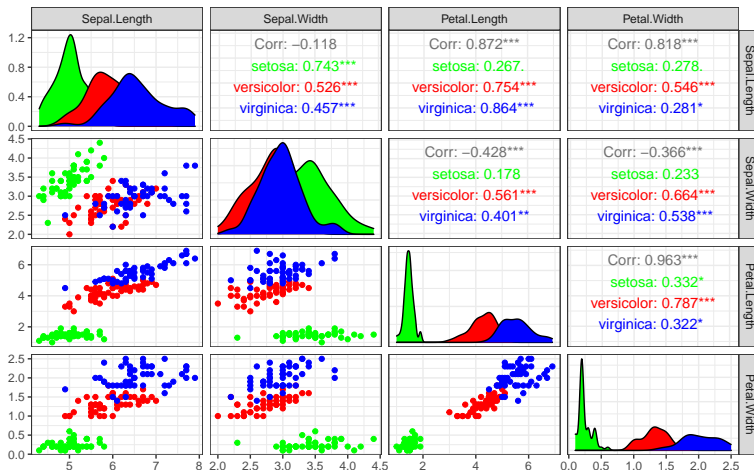 Sepal.Length Sepal.Width Petal.Length Petal.Width
1.2
0.8
0.4
0.0
Corr: −0.118
setosa: 0.743***
versicolor: 0.526***
virginica: 0.457***
Corr: 0.872***
setosa: 0.267.
versicolor: 0.754***
virginica: 0.864***
Corr: 0.818***
setosa: 0.278.
versicolor: 0.546***
virginica: 0.281*
Sepal.Length
4.5
4.0
3.5
3.0
2.5
2.0
Corr: −0.428***
setosa: 0.178
versicolor: 0.561***
virginica: 0.401**
Corr: −0.366***
setosa: 0.233
versicolor: 0.664***
virginica: 0.538***
Sepal.Width
6
4
2
Corr: 0.963***
setosa: 0.332*
versicolor: 0.787***
virginica: 0.322*
Petal.Length
2.5
2.0
1.5
1.0
0.5
0.0
Petal.Width
5 6 7 8 2.0 2.5 3.0 3.5 4.0 4.5 2 4 6 0.0 0.5 1.0 1.5 2.0 2.5